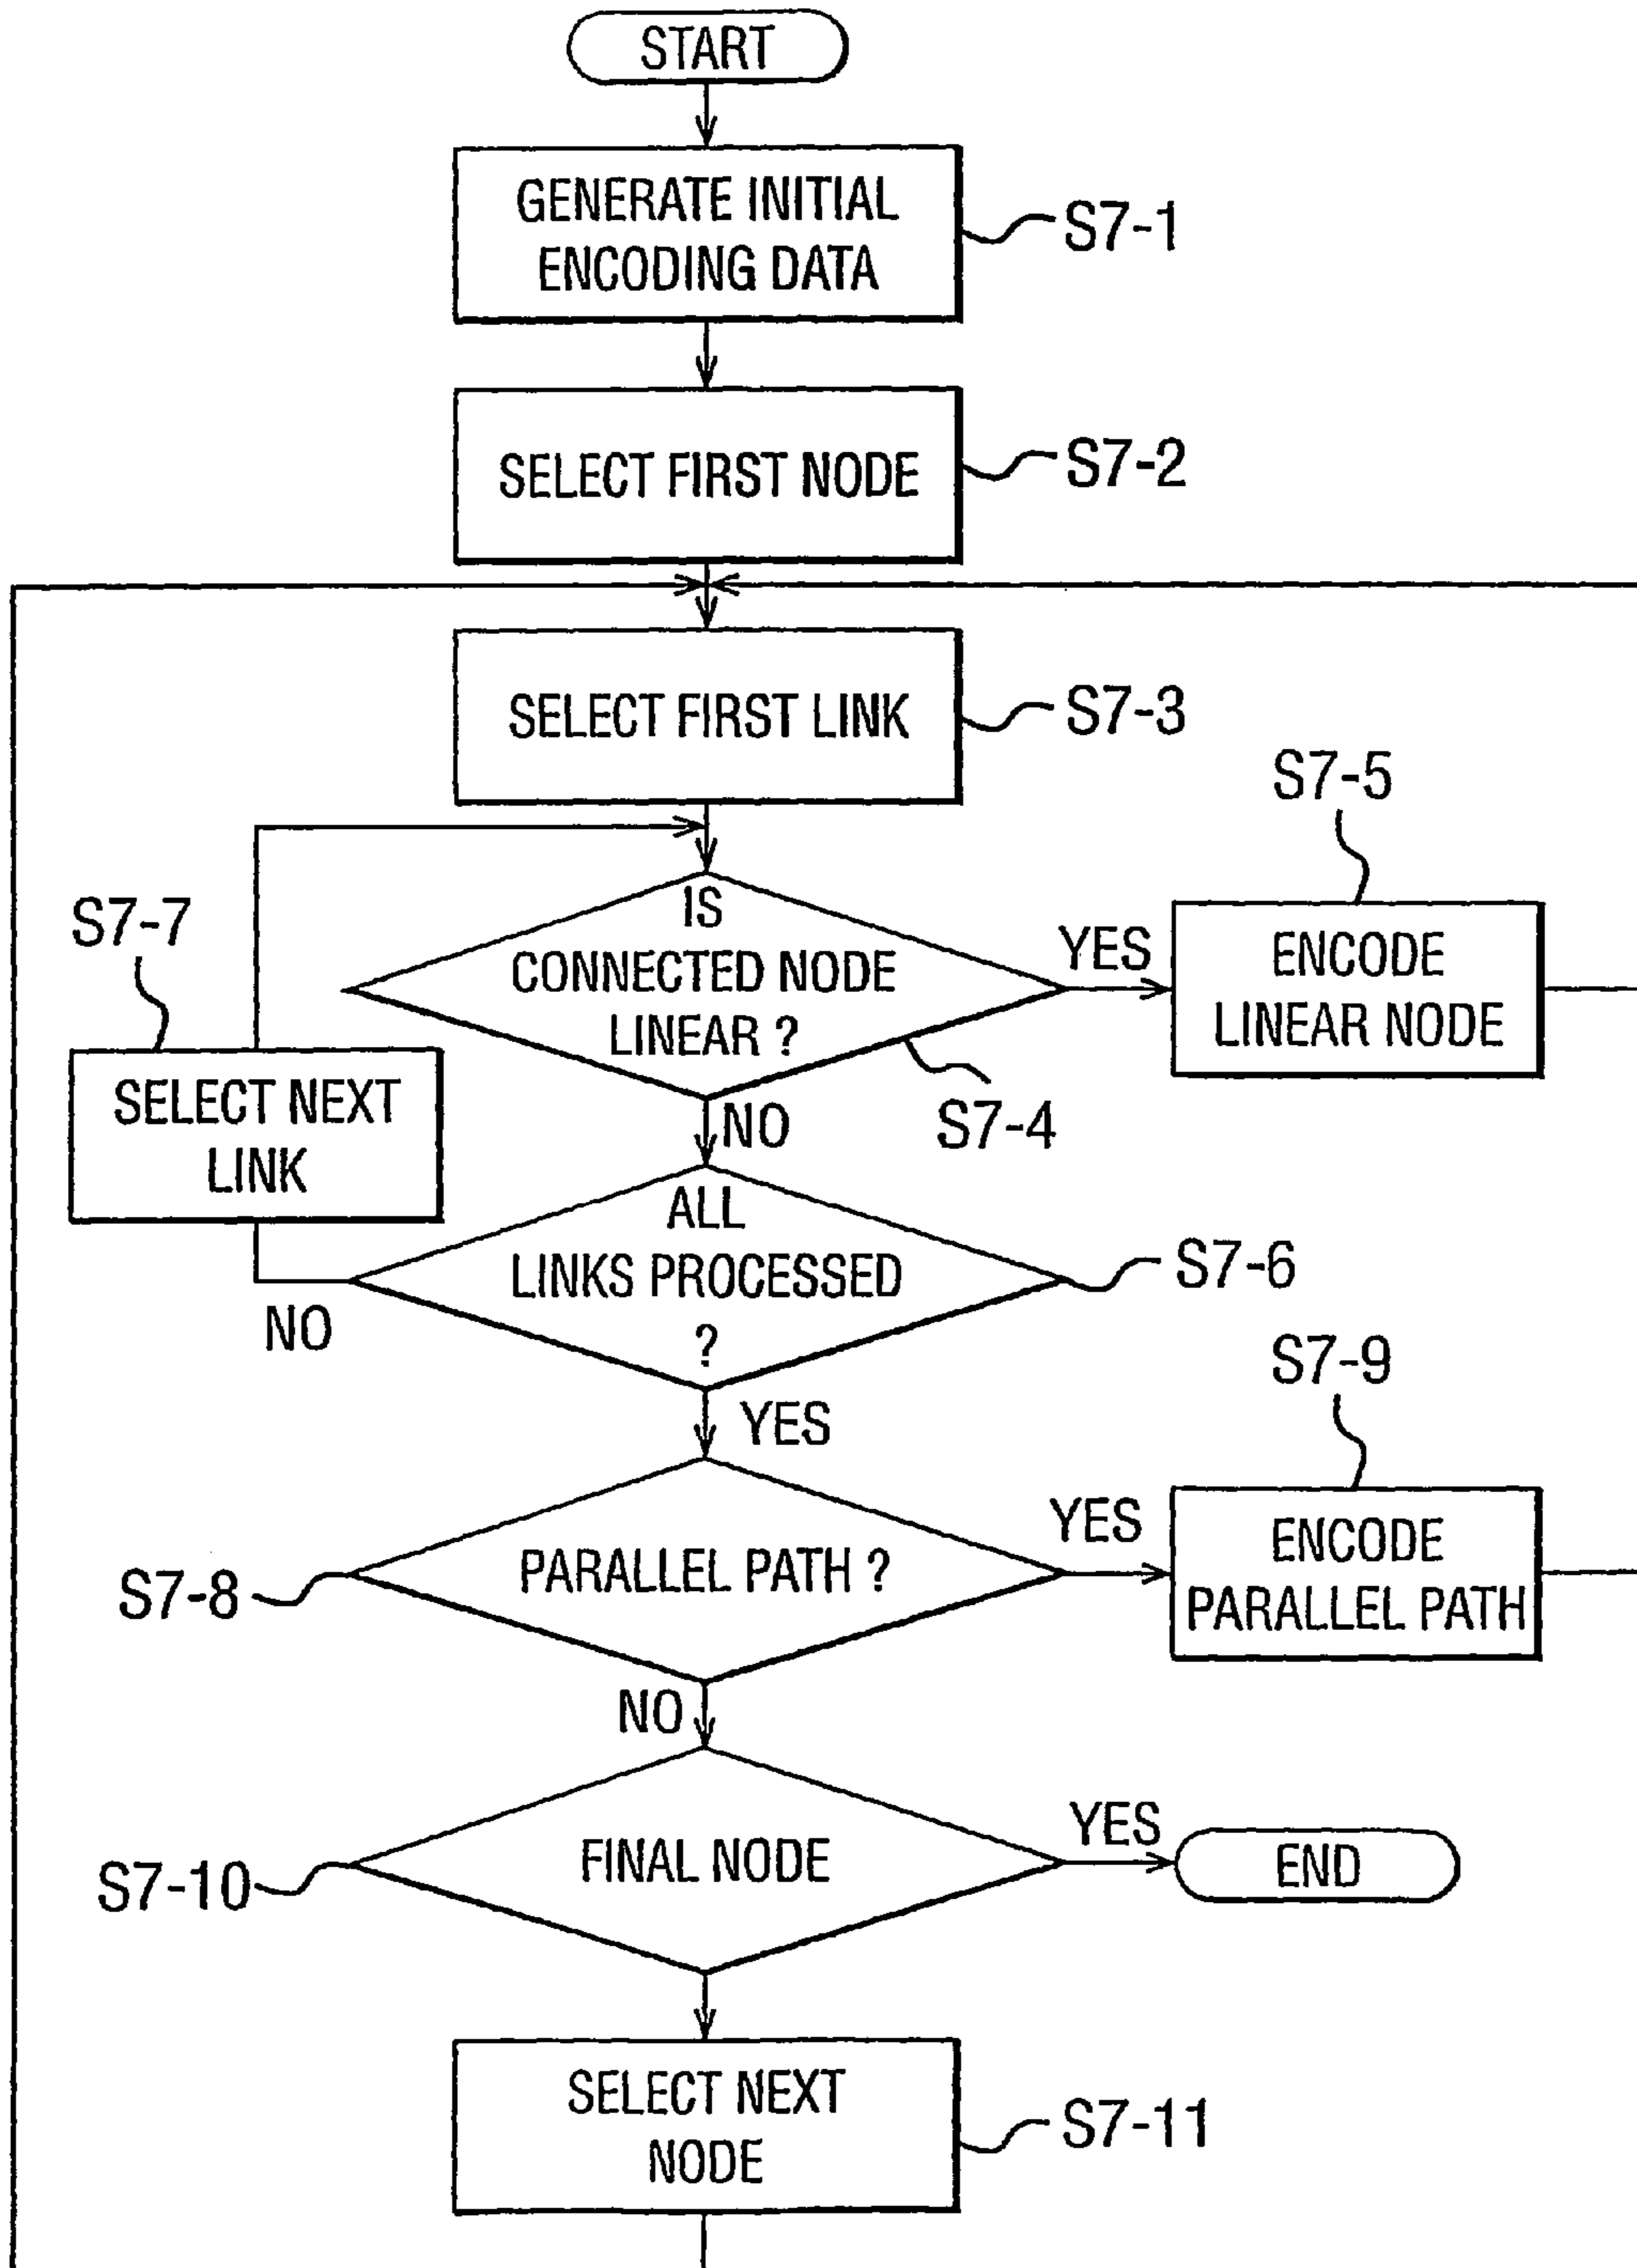 START
GENERATE INITIAL
ENCODING DATA
S7-1
SELECT FIRST NODE
S7-2
SELECT FIRST LINK
S7-3
IS
CONNECTED NODE
LINEAR ?
S7-4
YES
S7-5
ENCODE
LINEAR NODE
S7-7
SELECT NEXT
LINK
NO
ALL
LINKS PROCESSED
?
S7-6
NO
YES
S7-8
PARALLEL PATH ?
YES
S7-9
ENCODE
PARALLEL PATH
NO
S7-10
FINAL NODE
YES
END
SELECT NEXT
NODE
S7-11